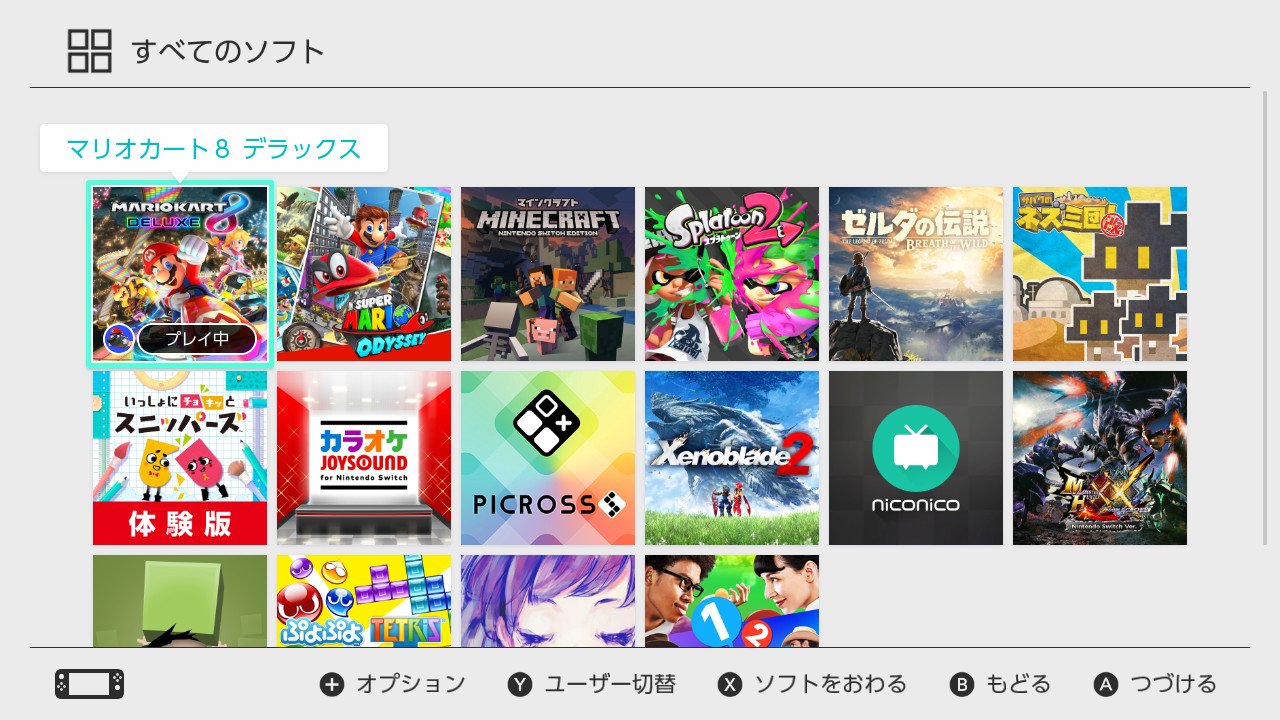 すべてのソフト
マリオカート8 デラックス
MARIOKART 8
DELUXE
プレイ中
SUPER
MARIO
ODYSSEY
マインクラフト
MINECRAFT
NINTENDO SWITCH EDITION
Splatoon 2
スプラトゥーン
ゼルダの伝説
THE LEGEND OF ZELDA
BREATH OF THE WILD
ネズミ団
いっしょにチョキッと
スニッパーズ
体験版
カラオケ
JOYSOUND
for Nintendo Switch
PICROSS S
Xenoblade 2
niconico
MHXX
Nintendo Switch Ver.
ぷよぷよ TETRIS
1 2
+ オプション
Y ユーザー切替
X ソフトをおわる
B もどる
A つづける